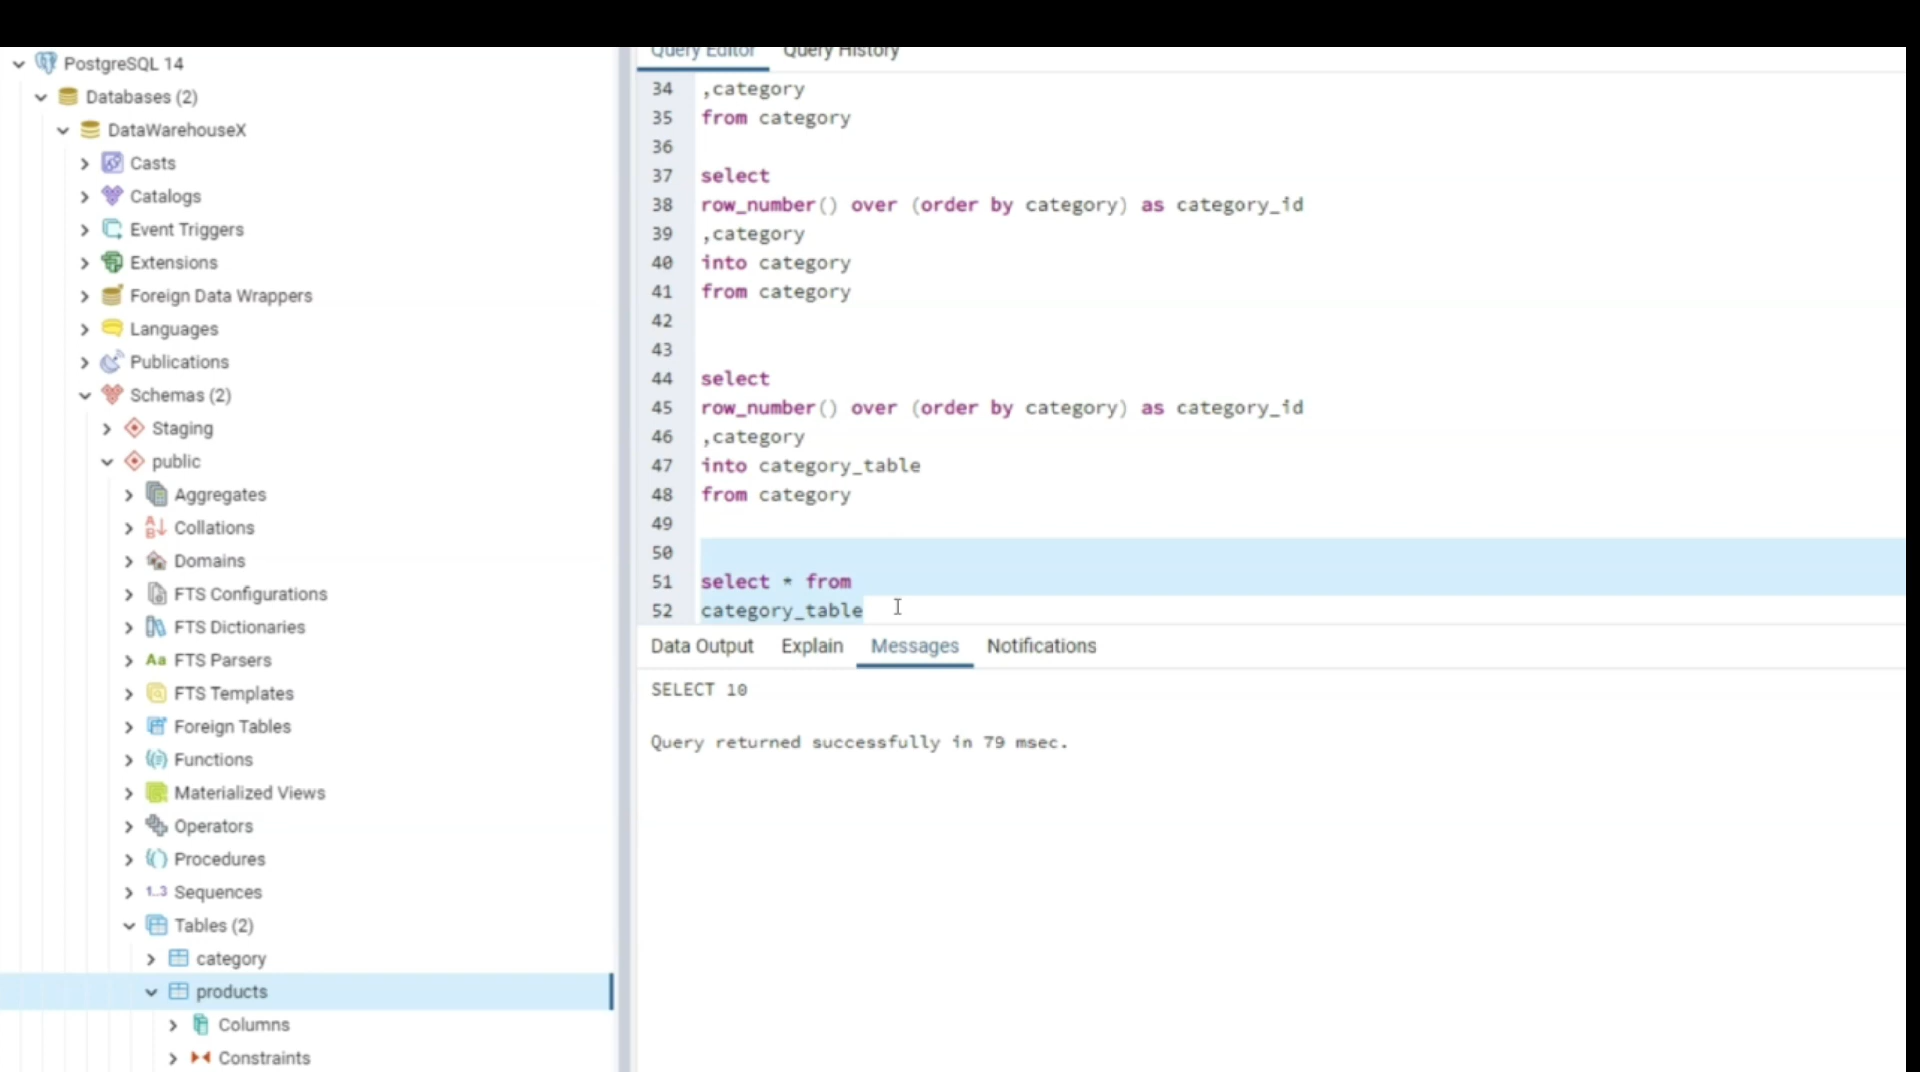 PostgreSQL 14
Databases (2)
DataWarehouseX
Casts
Catalogs
Event Triggers
Extensions
Foreign Data Wrappers
Languages
Publications
Schemas (2)
Staging
public
Aggregates
Collations
Domains
FTS Configurations
FTS Dictionaries
Aa FTS Parsers
FTS Templates
Foreign Tables
Functions
Materialized Views
Operators
Procedures
1..3 Sequences
Tables (2)
category
products
Columns
Constraints
Query Editor Query History
34 ,category
35 from category
36
37 select
38 row_number() over (order by category) as category_id
39 ,category
40 into category
41 from category
42
43
44 select
45 row_number() over (order by category) as category_id
46 ,category
47 into category_table
48 from category
49
50
51 select * from
52 category_table
Data Output Explain Messages Notifications
SELECT 10
Query returned successfully in 79 msec.